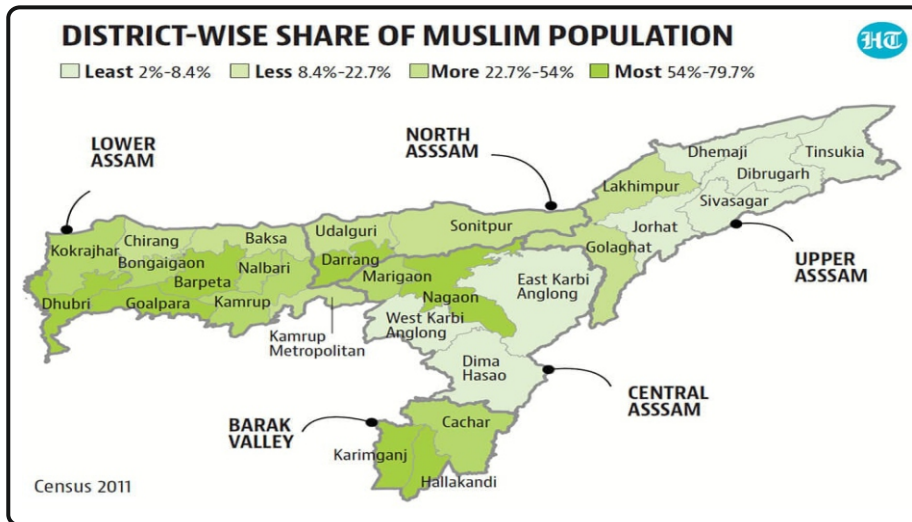 DISTRICT-WISE SHARE OF MUSLIM POPULATION
HT
Least 2%-8.4% Less 8.4%-22.7% More 22.7%-54% Most 54%-79.7%
LOWER
ASSAM
NORTH
ASSSAM
Dhemaji
Tinsukia
Dibrugarh
Lakhimpur
Sivasagar
Jorhat
Kokrajhar
Chirang
Baksa
Udalguri
Sonitpur
Golaghat
UPPER
ASSSAM
Bongaigaon
Nalbari
Darrang
Barpeta
Marigaon
East Karbi
Anglong
Dhubri
Goalpara
Kamrup
Nagaon
West Karbi
Anglong
Kamrup
Metropolitan
Dima
Hasao
CENTRAL
ASSSAM
BARAK
VALLEY
Cachar
Karimganj
Hallakandi
Census 2011